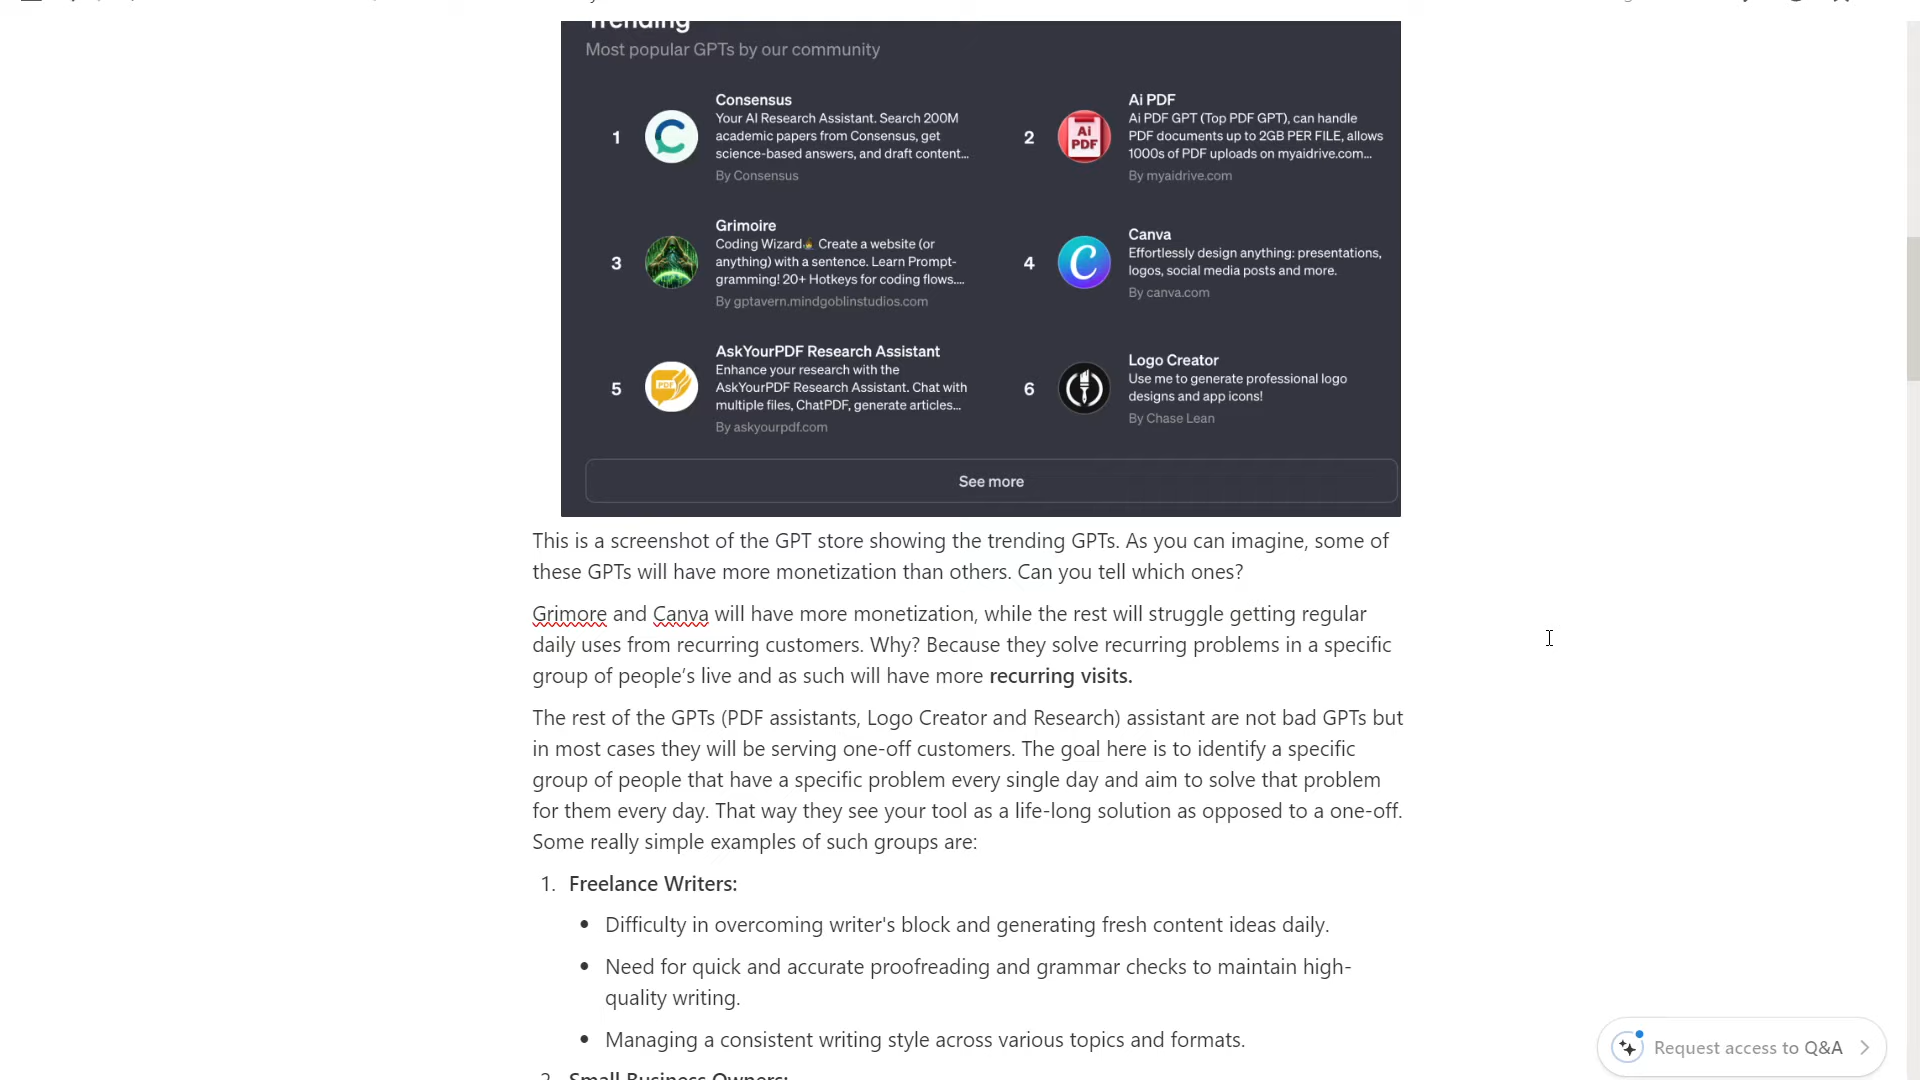 Trending
Most popular GPTs by our community
1
Consensus
Your AI Research Assistant. Search 200M
academic papers from Consensus, get
science-based answers, and draft content...
By Consensus
2
Ai PDF
Ai PDF GPT (Top PDF GPT), can handle
PDF documents up to 2GB PER FILE, allows
1000s of PDF uploads on myaidrive.com...
By myaidrive.com
Ai
PDF
3
Grimoire
Coding Wizard🧙 Create a website (or
anything) with a sentence. Learn Prompt-
gramming! 20+ Hotkeys for coding flows....
By gptavern.mindgoblinstudios.com
4
Canva
Effortlessly design anything: presentations,
logos, social media posts and more.
By canva.com
5
PDF
AskYourPDF Research Assistant
Enhance your research with the
AskYourPDF Research Assistant. Chat with
multiple files, ChatPDF, generate articles...
By askyourpdf.com
6
Logo Creator
Use me to generate professional logo
designs and app icons!
By Chase Lean
See more
This is a screenshot of the GPT store showing the trending GPTs. As you can imagine, some of
these GPTs will have more monetization than others. Can you tell which ones?
Grimore and Canva will have more monetization, while the rest will struggle getting regular
daily uses from recurring customers. Why? Because they solve recurring problems in a specific
group of people's live and as such will have more recurring visits.
The rest of the GPTs (PDF assistants, Logo Creator and Research) assistant are not bad GPTs but
in most cases they will be serving one-off customers. The goal here is to identify a specific
group of people that have a specific problem every single day and aim to solve that problem
for them every day. That way they see your tool as a life-long solution as opposed to a one-off.
Some really simple examples of such groups are:
1. Freelance Writers:
• Difficulty in overcoming writer's block and generating fresh content ideas daily.
• Need for quick and accurate proofreading and grammar checks to maintain high-
quality writing.
• Managing a consistent writing style across various topics and formats.
2. Small Business Owners:
Request access to Q&A